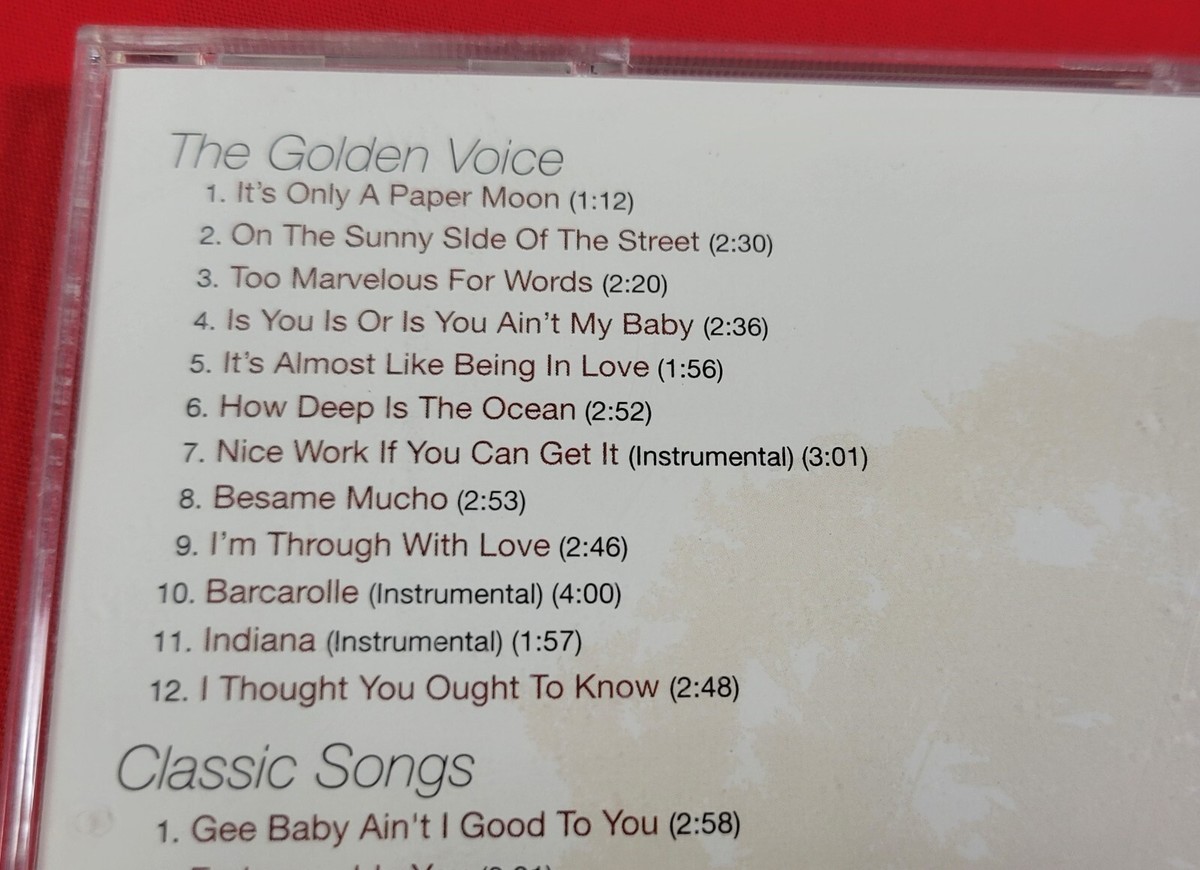 The Golden Voice
1. It's Only A Paper Moon (1:12)
2. On The Sunny SIde Of The Street (2:30)
3. Too Marvelous For Words (2:20)
4. Is You Is Or Is You Ain't My Baby (2:36)
5. It's Almost Like Being In Love (1:56)
6. How Deep Is The Ocean (2:52)
7. Nice Work If You Can Get It (Instrumental) (3:01)
8. Besame Mucho (2:53)
9. I'm Through With Love (2:46)
10. Barcarolle (Instrumental) (4:00)
11. Indiana (Instrumental) (1:57)
12. I Thought You Ought To Know (2:48)
Classic Songs
1. Gee Baby Ain't I Good To You (2:58)